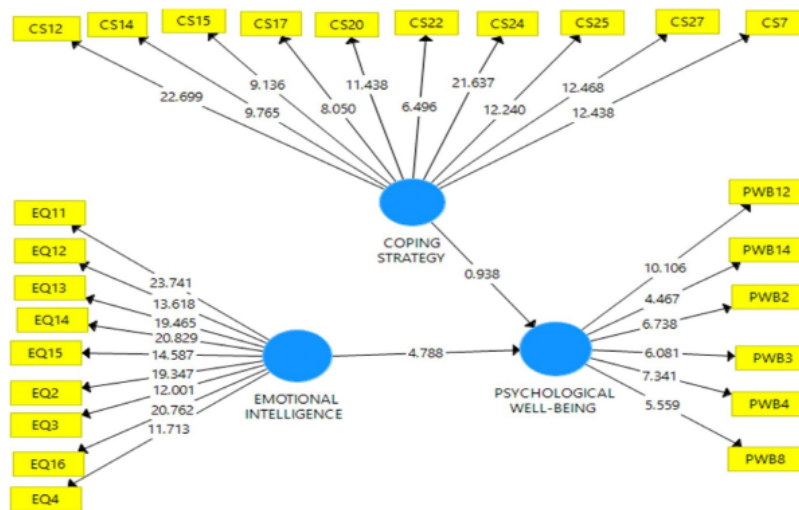 CS12 CS14 CS15 CS17 CS20 CS22 CS24 CS25 CS27 CS7
22.699 9.765 9.136 8.050 11.438 6.496 21.637 12.240 12.468 12.438
COPING
STRATEGY
0.938
EQ11
EQ12
EQ13
EQ14
EQ15
EQ2
EQ3
EQ16
EQ4
23.741
13.618
19.465
20.829
14.587
19.347
12.001
20.762
11.713
EMOTIONAL
INTELLIGENCE
4.788
PSYCHOLOGICAL
WELL-BEING
10.106
4.467
6.738
6.081
7.341
5.559
PWB12
PWB14
PWB2
PWB3
PWB4
PWB8